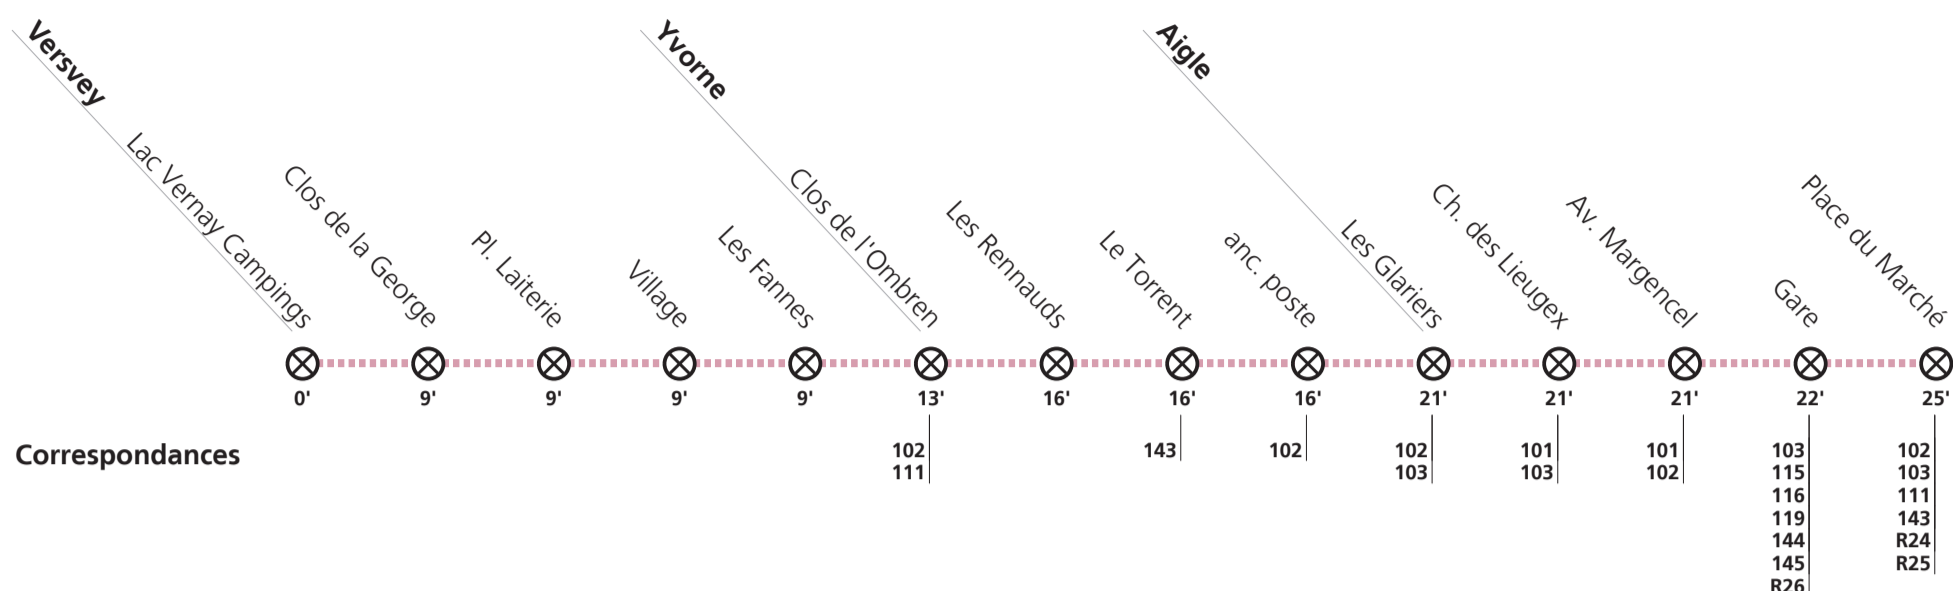 Versvey
Yvorne
Aigle
Lac Vernay Campings
Clos de la George
Pl. Laiterie
Village
Les Fannes
Clos de l'Ombren
Les Rennauds
Le Torrent
anc. poste
Les Glariers
Ch. des Lieugex
Av. Margencel
Gare
Place du Marché
0' 9' 9' 9' 9' 13' 16' 16' 16' 21' 21' 21' 22' 25'
Correspondances
102 143 102 102 101 101 103 102
111 103 103 102 115 103
116 111
119 143
144 R24
145 R25
R26